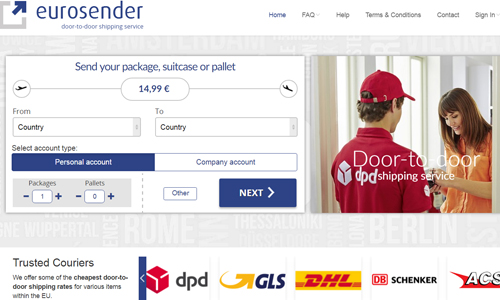 eurosender
door-to-door shipping service
Home
FAQ
Help
Terms & Conditions
Contact
Sign In
Send your package, suitcase or pallet
14,99 €
From
To
Country
Country
Select account type:
Personal account
Company account
Packages
Pallets
- 1 +
- 0 +
Other
NEXT
Door-to-door
shipping service
dpd
NE WUPPERTAL
BERLIN
Trusted Couriers
We offer some of the cheapest door-to-
door shipping rates for various items
within the EU.
dpd
GLS
DHL
DB SCHENKER
ACS